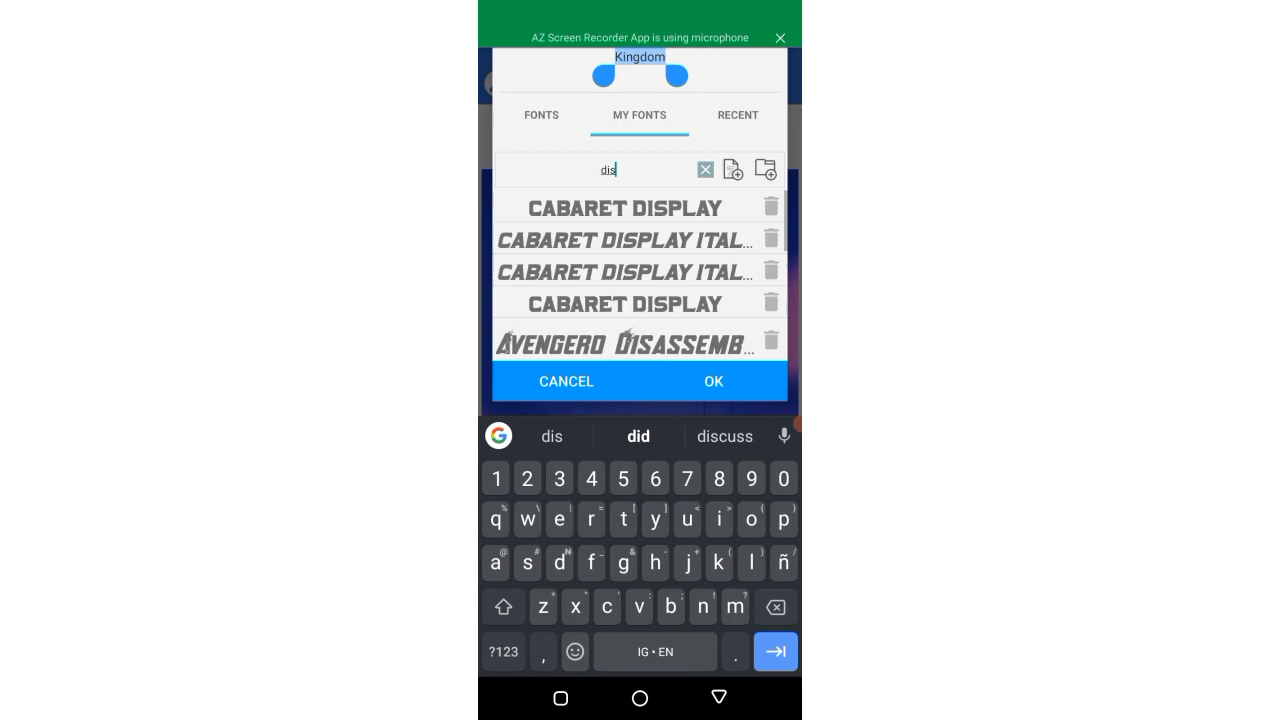 AZ Screen Recorder App is using microphone
Kingdom
FONTS MY FONTS RECENT
dis
CABARET DISPLAY
CABARET DISPLAY ITAL...
CABARET DISPLAY ITAL...
CABARET DISPLAY
AVENGERO DISASSEMB...
CANCEL OK
G dis did discuss
1 2 3 4 5 6 7 8 9 0
q w e r t y u i o p
% \ | = [ ] < > { }
a s d f g h j k l ñ
@ # ₦ _ & - + ( ) /
z x c v b n m
* " ' : ; ! ?
?123 , IG • EN .